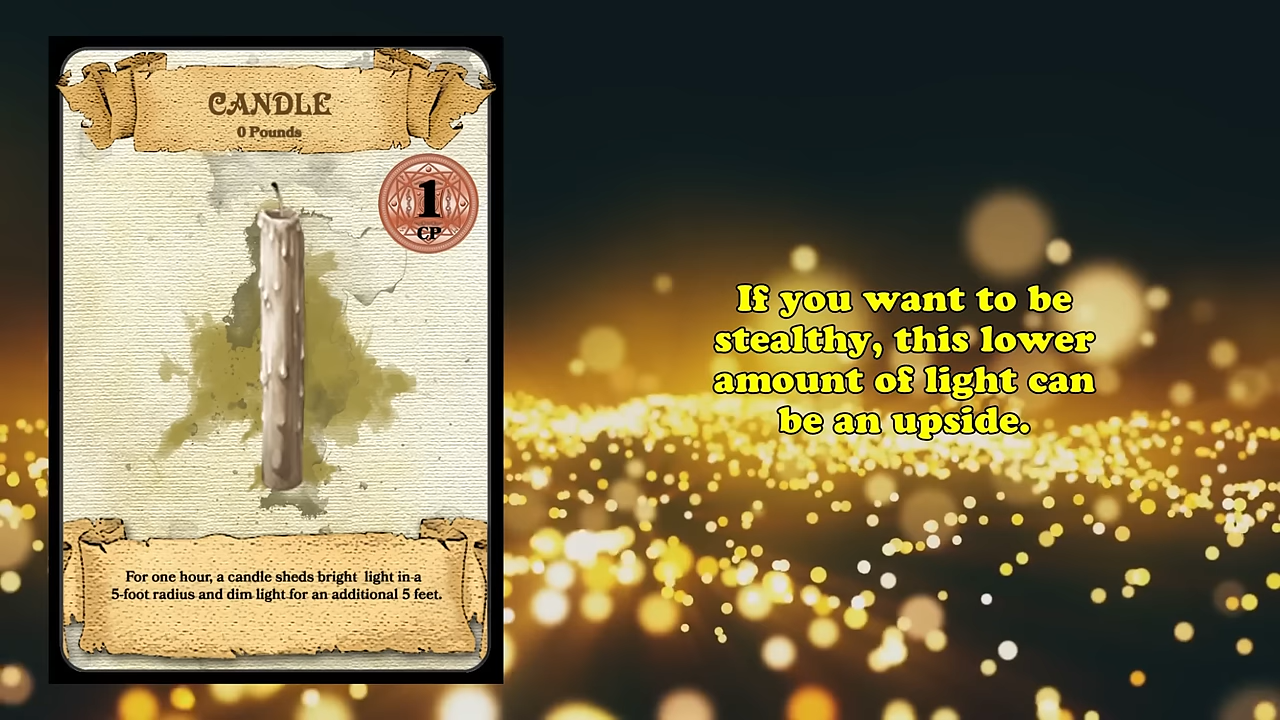 CANDLE
0 Pounds
1
CP
For one hour, a candle sheds bright light in a
5-foot radius and dim light for an additional 5 feet.
If you want to be
stealthy, this lower
amount of light can
be an upside.